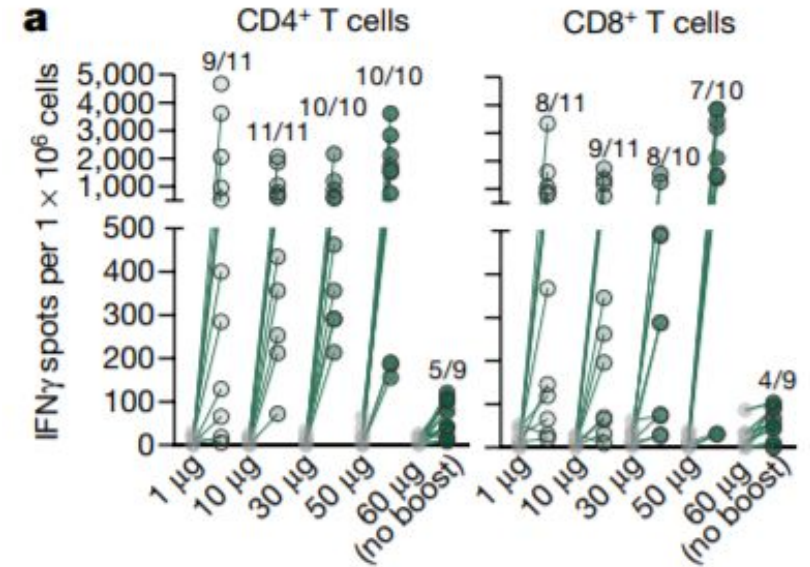 a
CD4⁺ T cells
CD8⁺ T cells
IFNγ spots per 1 × 10⁶ cells
5,000
4,000
3,000
2,000
1,000
500
400
300
200
100
0
9/11
11/11
10/10
10/10
5/9
8/11
9/11
8/10
7/10
4/9
1 μg
10 μg
30 μg
50 μg
60 μg
(no boost)
1 μg
10 μg
30 μg
50 μg
60 μg
(no boost)